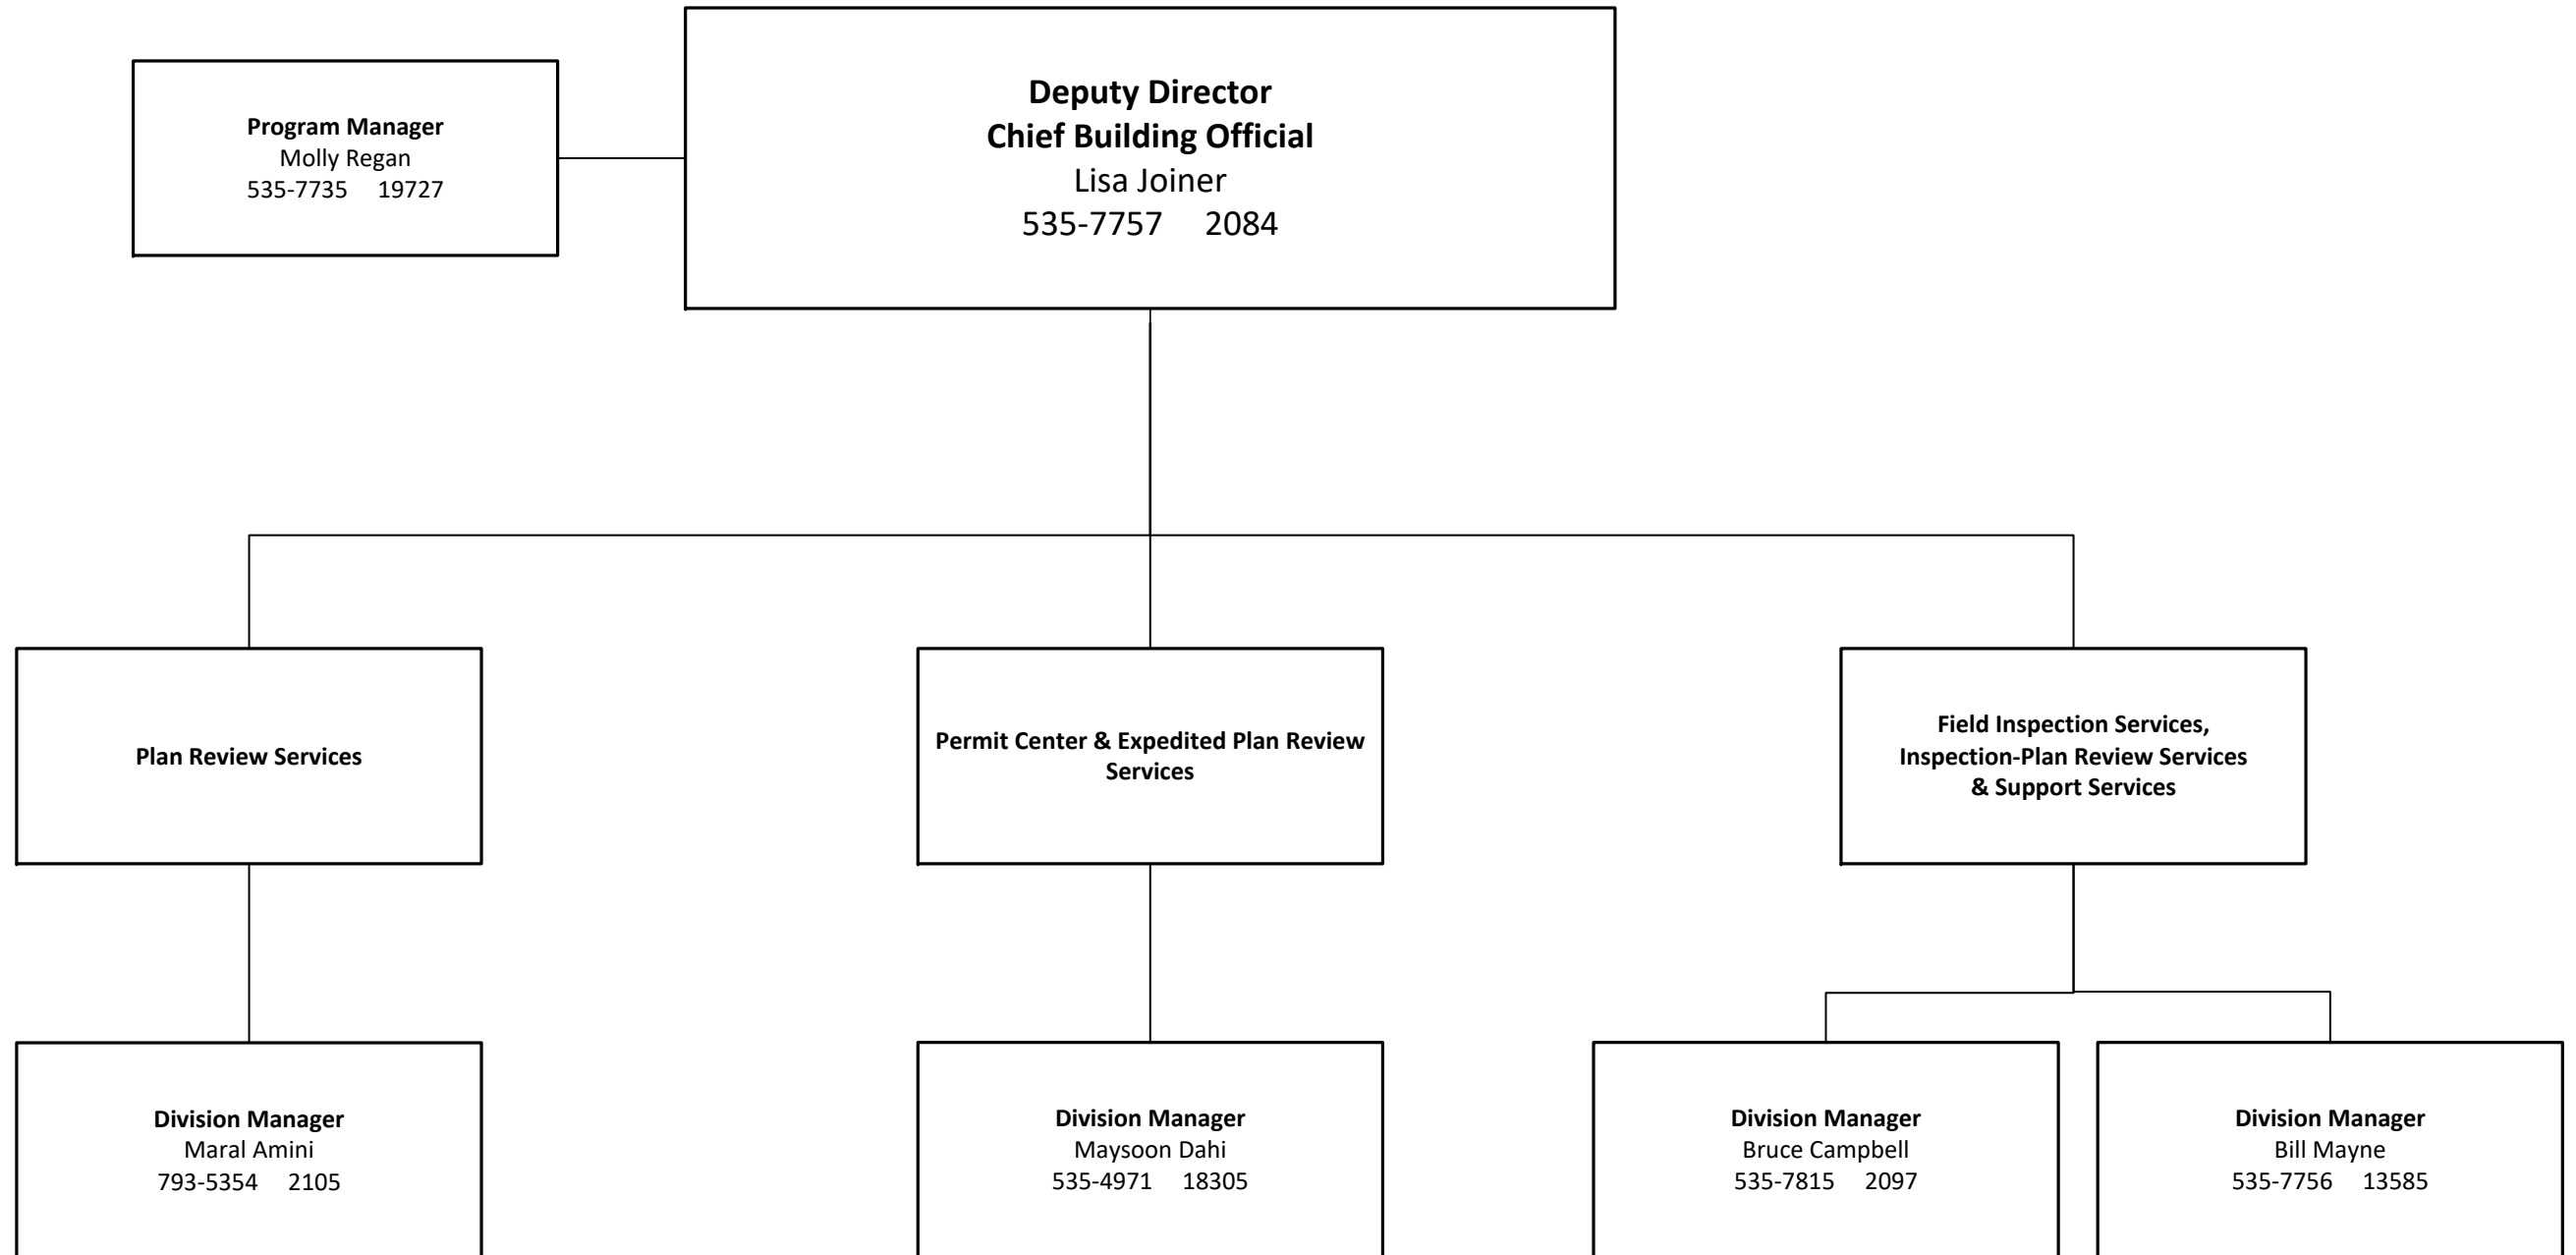 Program Manager
Molly Regan
535-7735 19727
Deputy Director
Chief Building Official
Lisa Joiner
535-7757 2084
Plan Review Services
Permit Center & Expedited Plan Review
Services
Field Inspection Services,
Inspection-Plan Review Services
& Support Services
Division Manager
Maral Amini
793-5354 2105
Division Manager
Maysoon Dahi
535-4971 18305
Division Manager
Bruce Campbell
535-7815 2097
Division Manager
Bill Mayne
535-7756 13585